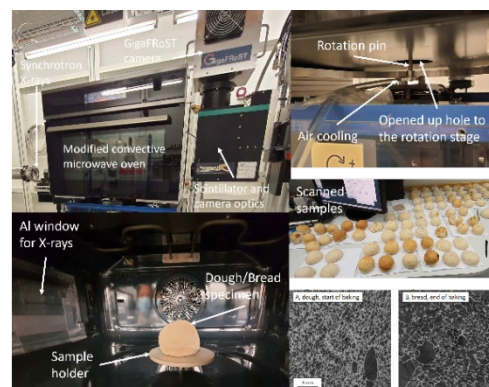 Synchrotron
X-rays
GigaFRoST
camera
GigaFRoST
Modified convective
microwave oven
Scintillator and
camera optics
Rotation pin
Air cooling
Opened up hole to
the rotation stage
Al window
for X-rays
Dough/Bread
specimen
Sample
holder
Scanned
samples
A, dough, start of baking
B, bread, end of baking